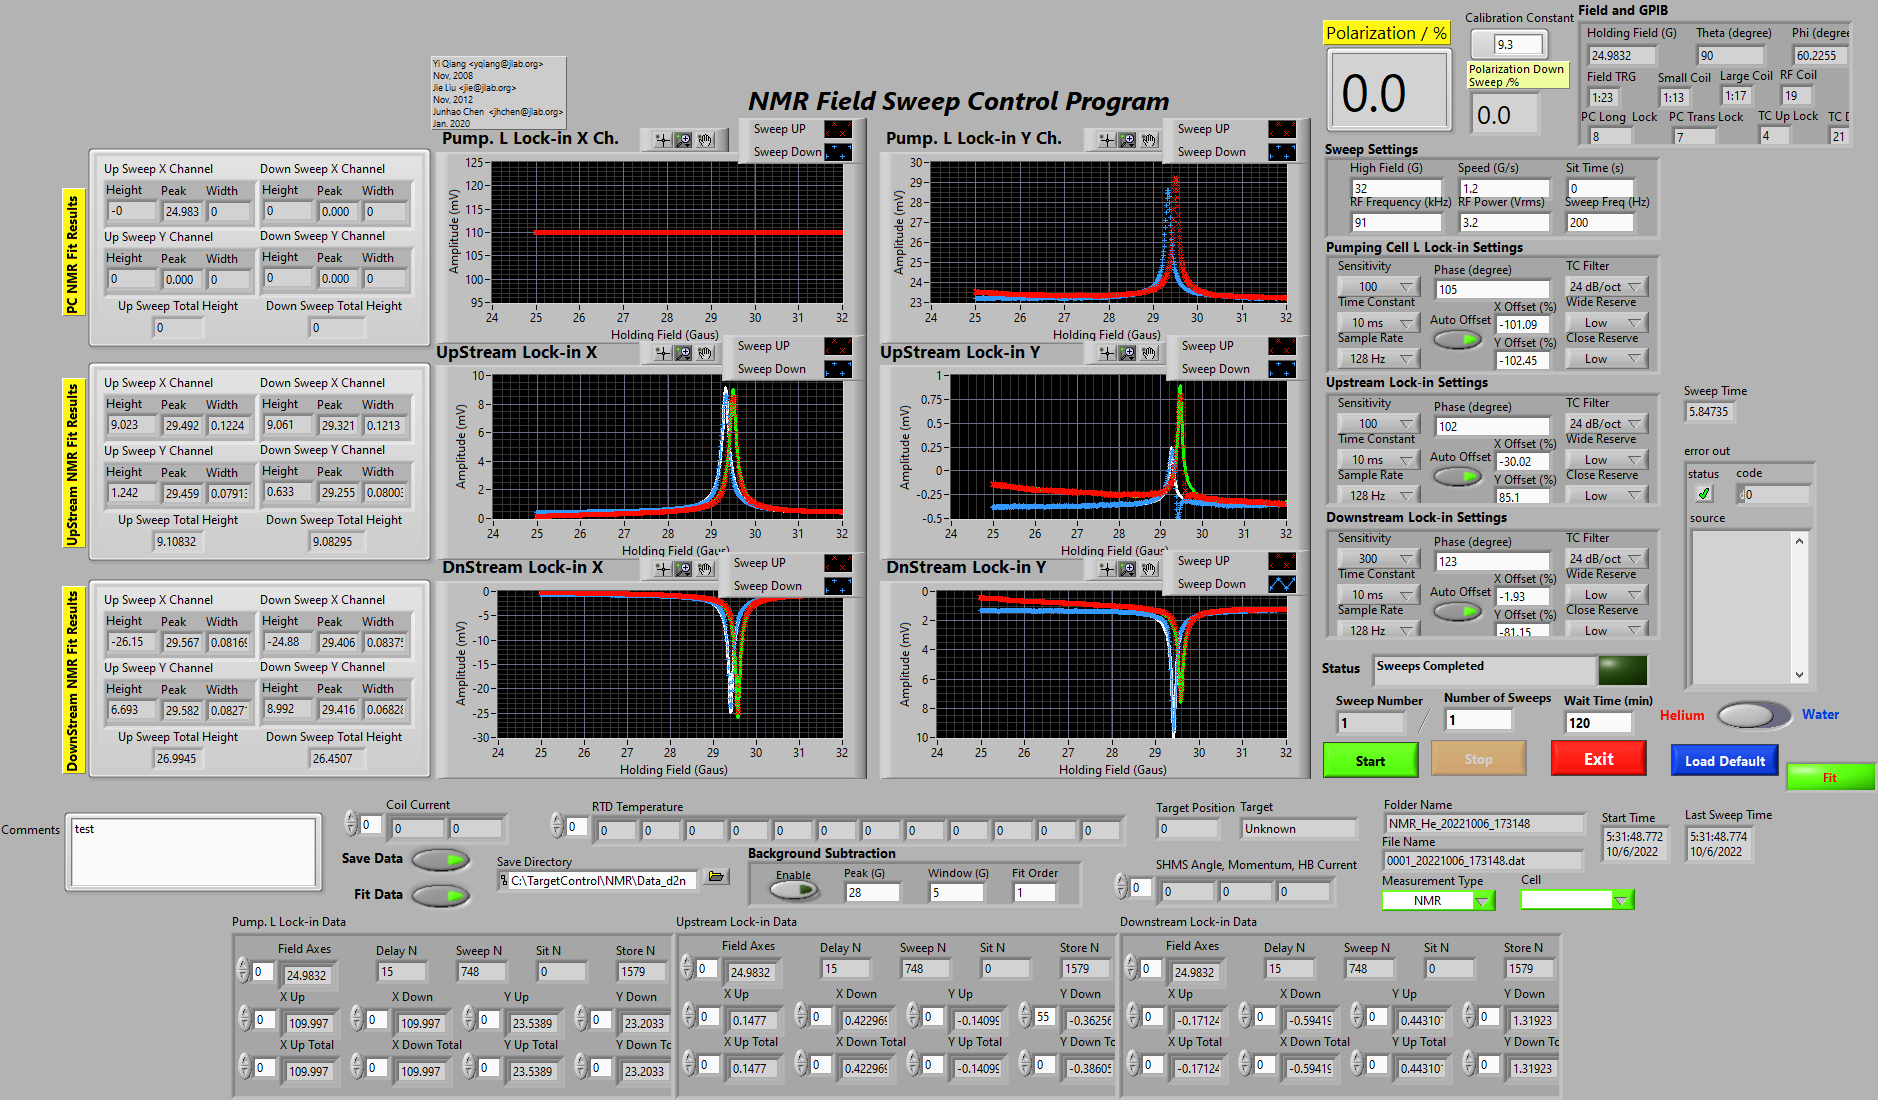 Yi Qiang <yqiang@jlab.org>
Nov, 2008
Jie Liu <jie@jlab.org>
Nov, 2012
Junhao Chen <jhchen@jlab.org>
Jan. 2020
NMR Field Sweep Control Program
Polarization / %
0.0
Calibration Constant
9.3
Polarization Down
Sweep /%
0.0
Field and GPIB
Holding Field (G) Theta (degree) Phi (degree
24.9832 90 60.2255
Field TRG Small Coil Large Coil RF Coil
1:23 1:13 1:17 19
PC Long Lock PC Trans Lock TC Up Lock TC D
8 7 4 21
PC NMR Fit Results
Up Sweep X Channel Down Sweep X Channel
Height Peak Width Height Peak Width
-0 24.983 0 0 0.000 0
Up Sweep Y Channel Down Sweep Y Channel
Height Peak Width Height Peak Width
0 0.000 0 0 0.000 0
Up Sweep Total Height Down Sweep Total Height
0 0
Pump. L Lock-in X Ch.
Sweep UP
Sweep Down
Amplitude (mV)
125
120
115
110
105
100
95
24 25 26 27 28 29 30 31 32
Holding Field (Gaus)
Pump. L Lock-in Y Ch.
Sweep UP
Sweep Down
Amplitude (mV)
30
29
28
27
26
25
24
23
24 25 26 27 28 29 30 31 32
Holding Field (Gaus)
UpStream NMR Fit Results
Up Sweep X Channel Down Sweep X Channel
Height Peak Width Height Peak Width
9.023 29.492 0.1224 9.061 29.321 0.1213
Up Sweep Y Channel Down Sweep Y Channel
Height Peak Width Height Peak Width
1.242 29.459 0.0791 0.633 29.255 0.0800
Up Sweep Total Height Down Sweep Total Height
9.10832 9.08295
UpStream Lock-in X
Sweep UP
Sweep Down
Amplitude (mV)
10
8
6
4
2
0
24 25 26 27 28 29 30 31 32
Holding Field (Gaus)
UpStream Lock-in Y
Sweep UP
Sweep Down
Amplitude (mV)
1
0.75
0.5
0.25
0
-0.25
-0.5
24 25 26 27 28 29 30 31 32
Holding Field (Gaus)
DownStream NMR Fit Results
Up Sweep X Channel Down Sweep X Channel
Height Peak Width Height Peak Width
-26.15 29.567 0.0816 -24.88 29.406 0.0837
Up Sweep Y Channel Down Sweep Y Channel
Height Peak Width Height Peak Width
6.693 29.582 0.0827 8.992 29.416 0.0682
Up Sweep Total Height Down Sweep Total Height
26.9945 26.4507
DnStream Lock-in X
Sweep UP
Sweep Down
Amplitude (mV)
0
-5
-10
-15
-20
-25
-30
24 25 26 27 28 29 30 31 32
Holding Field (Gaus)
DnStream Lock-in Y
Sweep UP
Sweep Down
Amplitude (mV)
0
2
4
6
8
10
24 25 26 27 28 29 30 31 32
Holding Field (Gaus)
Sweep Settings
High Field (G) Speed (G/s) Sit Time (s)
32 1.2 0
RF Frequency (kHz) RF Power (Vrms) Sweep Freq (Hz)
91 3.2 200
Pumping Cell L Lock-in Settings
Sensitivity Phase (degree) TC Filter
100 105 24 dB/oct
Time Constant X Offset (%) Wide Reserve
10 ms Auto Offset -101.09 Low
Sample Rate Y Offset (%) Close Reserve
128 Hz -102.45 Low
Upstream Lock-in Settings
Sensitivity Phase (degree) TC Filter
100 102 24 dB/oct
Time Constant X Offset (%) Wide Reserve
10 ms Auto Offset -30.02 Low
Sample Rate Y Offset (%) Close Reserve
128 Hz 85.1 Low
Downstream Lock-in Settings
Sensitivity Phase (degree) TC Filter
300 123 24 dB/oct
Time Constant X Offset (%) Wide Reserve
10 ms Auto Offset -1.93 Low
Sample Rate Y Offset (%) Close Reserve
128 Hz -81.15 Low
Sweep Time
5.84735
error out
status code
0
source
Status Sweeps Completed
Sweep Number Number of Sweeps Wait Time (min)
1 / 1 120
Helium Water
Start Stop Exit Load Default Fit
Comments test
Coil Current
0 0 0
Save Data
Fit Data
RTD Temperature
0 0 0 0 0 0 0 0 0 0 0 0 0
Save Directory
C:\TargetControl\NMR\Data_d2n
Background Subtraction
Enable Peak (G) Window (G) Fit Order
28 5 1
Target Position Target
0 Unknown
SHMS Angle, Momentum, HB Current
0 0 0 0
Folder Name
NMR_He_20221006_173148
File Name
0001_20221006_173148.dat
Measurement Type Cell
NMR
Start Time
5:31:48.772
10/6/2022
Last Sweep Time
5:31:48.774
10/6/2022
Pump. L Lock-in Data
Field Axes Delay N Sweep N Sit N Store N
0 24.9832 15 748 0 1579
X Up X Down Y Up Y Down
0 109.997 0 109.997 0 23.5389 0 23.2033
X Up Total X Down Total Y Up Total Y Down To
0 109.997 0 109.997 0 23.5389 0 23.2033
Upstream Lock-in Data
Field Axes Delay N Sweep N Sit N Store N
0 24.9832 15 748 0 1579
X Up X Down Y Up Y Down
0 0.1477 0 0.422969 0 -0.14099 55 -0.36256
X Up Total X Down Total Y Up Total Y Down Tc
0 0.1477 0 0.422969 0 -0.14099 0 -0.38605
Downstream Lock-in Data
Field Axes Delay N Sweep N Sit N Store N
0 24.9832 15 748 0 1579
X Up X Down Y Up Y Down
0 -0.17124 0 -0.59419 0 0.44310 0 1.31923
X Up Total X Down Total Y Up Total Y Down Tc
0 -0.17124 0 -0.59419 0 0.44310 0 1.31923